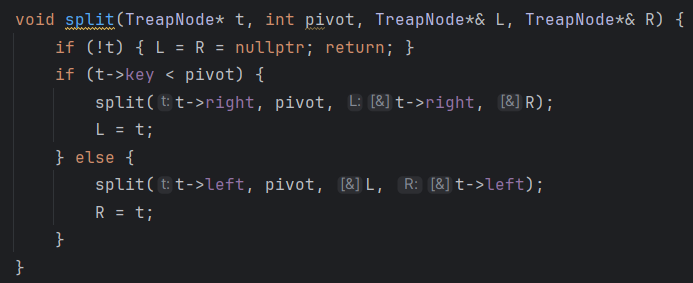 void split(TreapNode* t, int pivot, TreapNode*& L, TreapNode*& R) {
    if (!t) { L = R = nullptr; return; }
    if (t->key < pivot) {
        split(t: t->right, pivot, L: [&] t->right, [&] R);
        L = t;
    } else {
        split(t: t->left, pivot, [&] L, R: [&] t->left);
        R = t;
    }
}